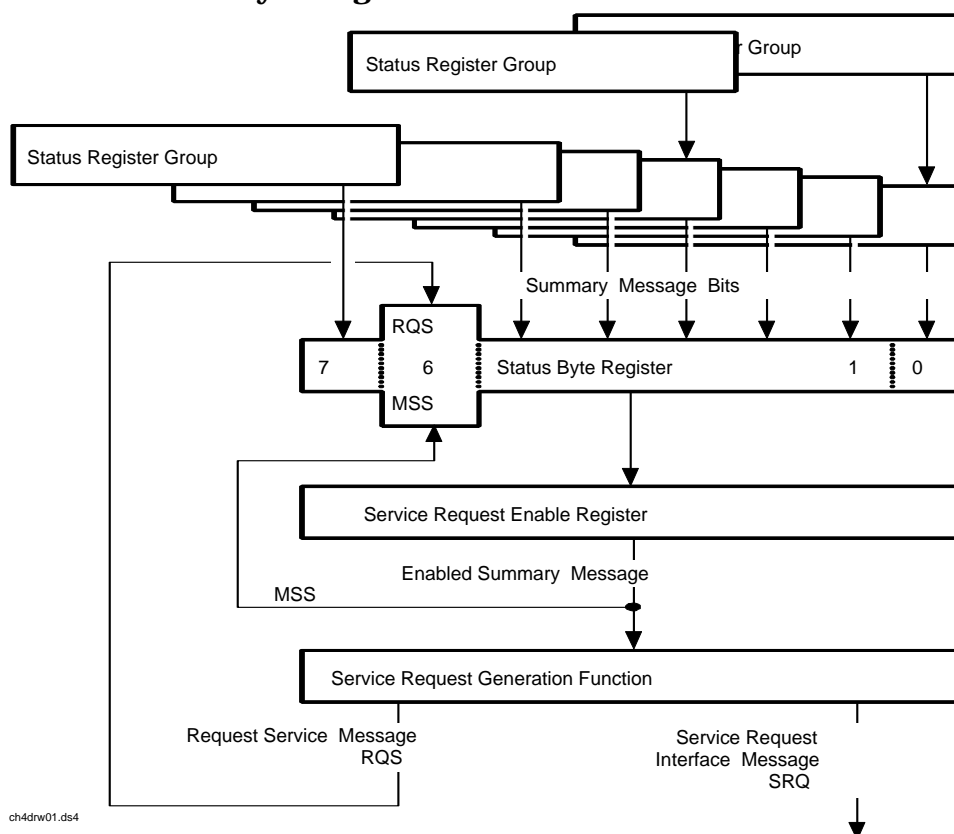 r Group
Status Register Group
Status Register Group
Summary Message Bits
RQS
7 6 Status Byte Register 1 0
MSS
Service Request Enable Register
Enabled Summary Message
MSS
Service Request Generation Function
Request Service Message
RQS
Service Request
Interface Message
SRQ
ch4drw01.ds4